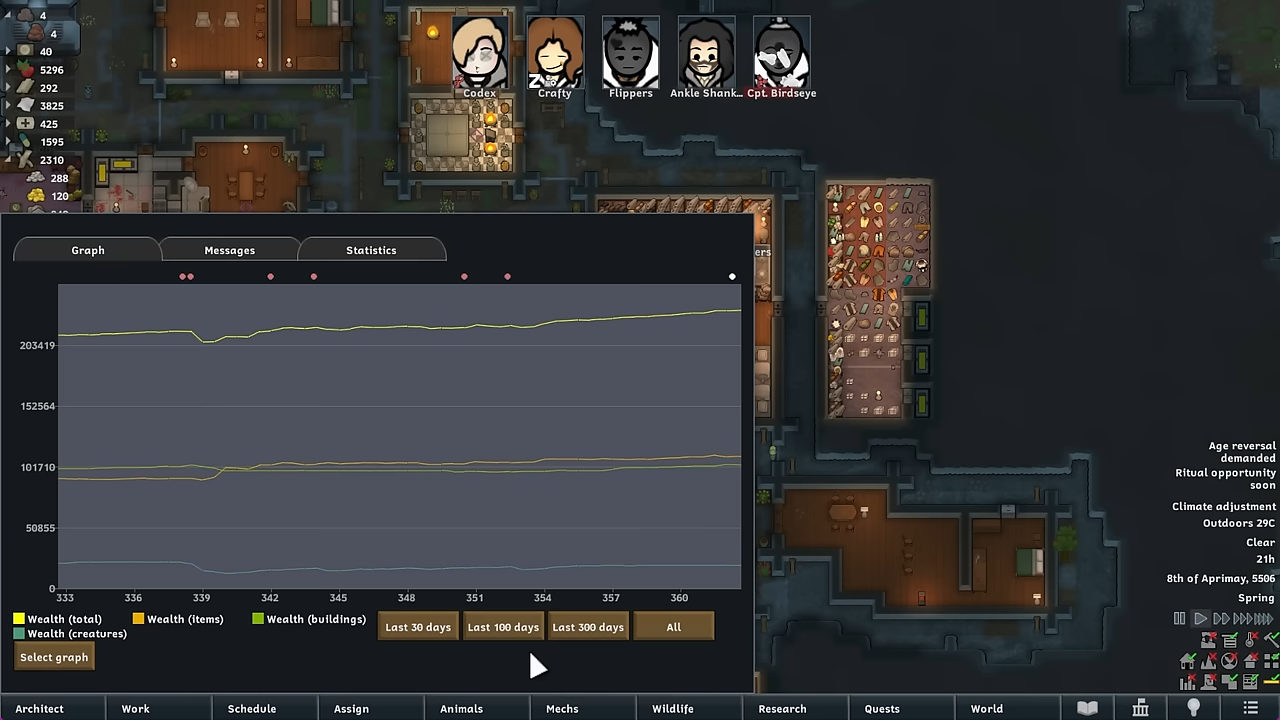 4
4
40
5296
292
3825
425
1595
2310
288
120
Codex
Crafty
Flippers
Ankle Shank...
Cpt. Birdseye
Z
Graph
Messages
Statistics
ers
203419
152564
101710
50855
0
333
336
339
342
345
348
351
354
357
360
Wealth (total)
Wealth (items)
Wealth (buildings)
Wealth (creatures)
Last 30 days
Last 100 days
Last 300 days
All
Select graph
Age reversal
demanded
Ritual opportunity
soon
Climate adjustment
Outdoors 29C
Clear
21h
8th of Aprimay, 5506
Spring
Architect
Work
Schedule
Assign
Animals
Mechs
Wildlife
Research
Quests
World